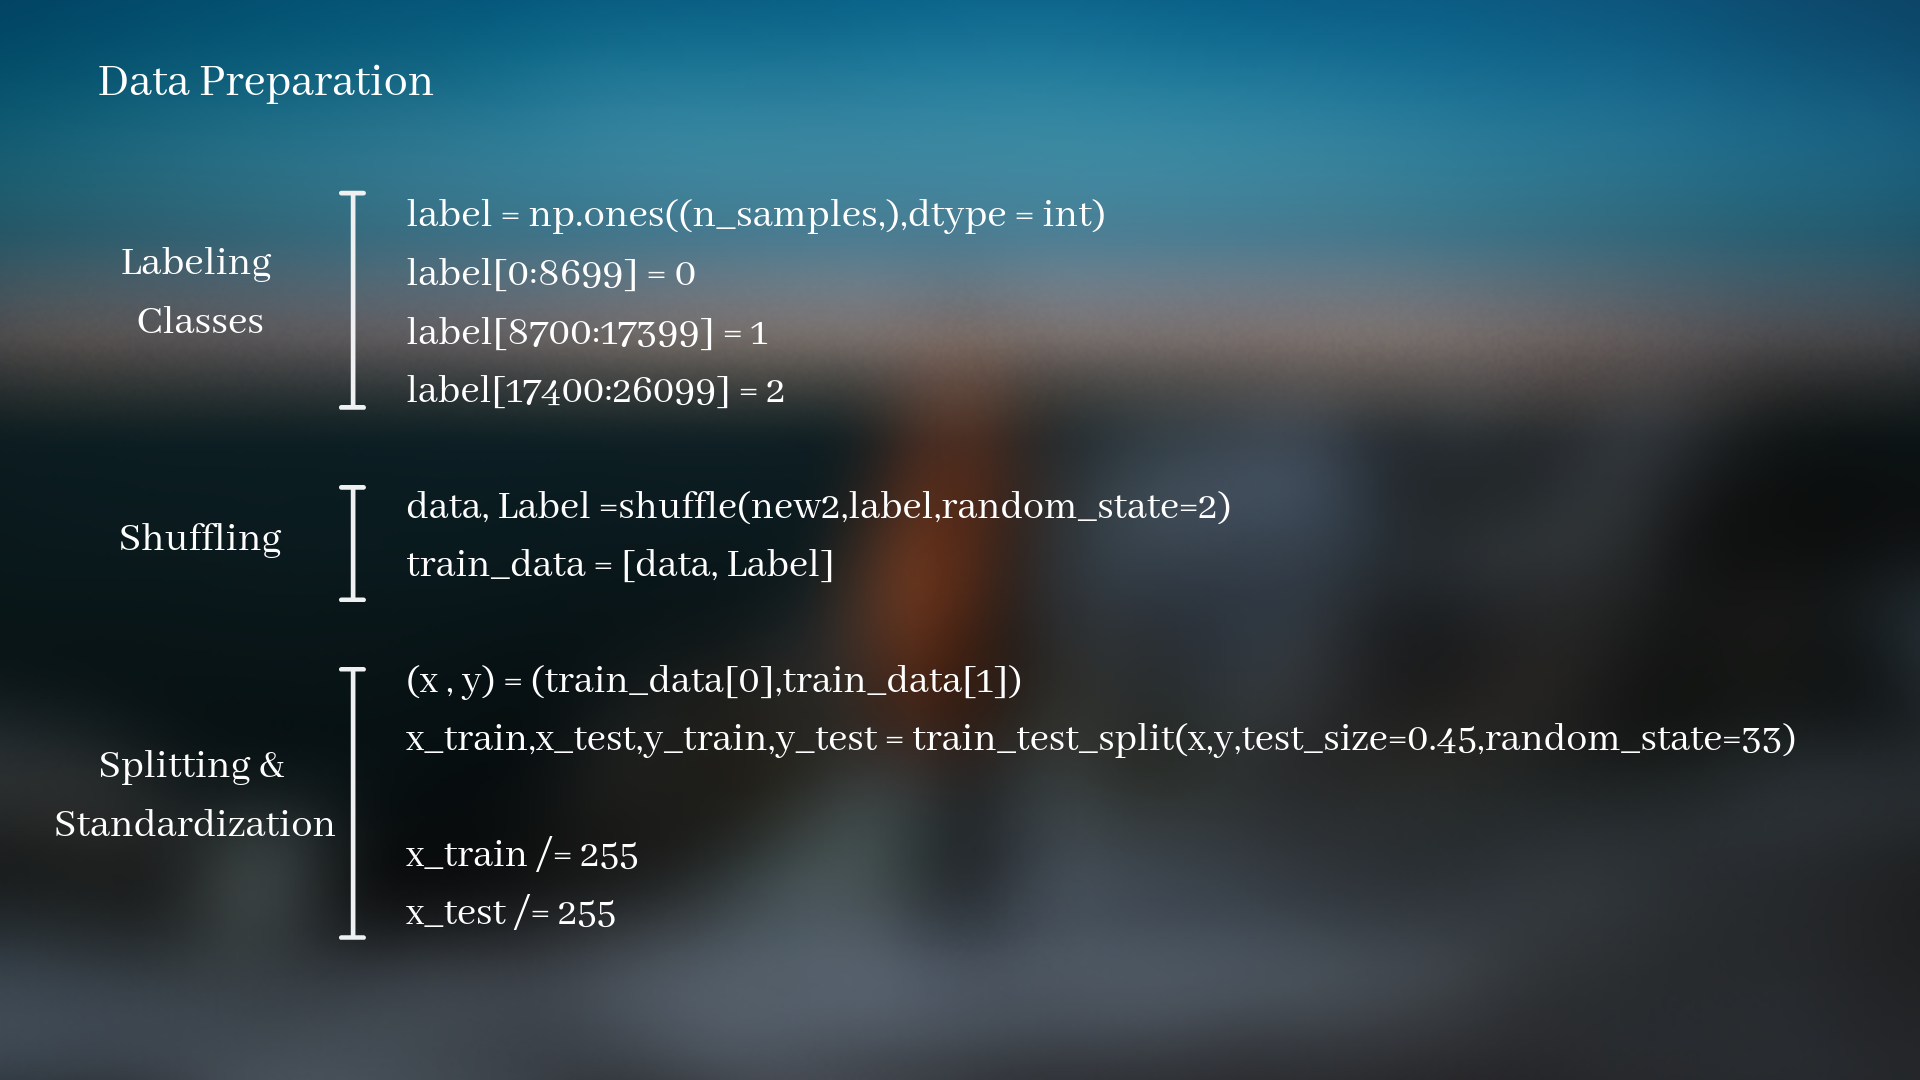 Data Preparation
Labeling
Classes
label = np.ones((n_samples,),dtype = int)
label[0:8699] = 0
label[8700:17399] = 1
label[17400:26099] = 2
Shuffling
data, Label =shuffle(new2,label,random_state=2)
train_data = [data, Label]
Splitting &
Standardization
(x , y) = (train_data[0],train_data[1])
x_train,x_test,y_train,y_test = train_test_split(x,y,test_size=0.45,random_state=33)
x_train /= 255
x_test /= 255